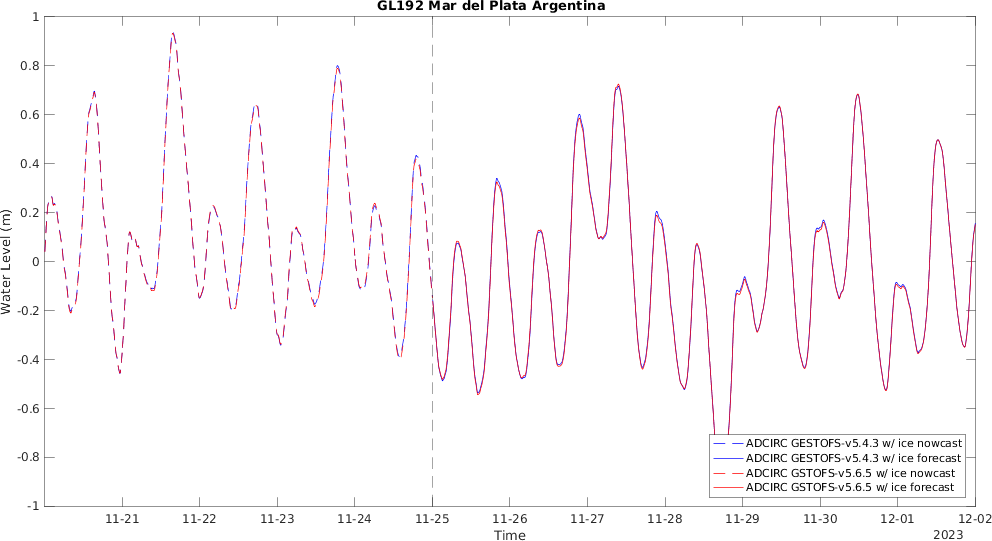 GL192 Mar del Plata Argentina
1
0.8
0.6
0.4
0.2
0
-0.2
-0.4
-0.6
-0.8
-1
Water Level (m)
ADCIRC GESTOFS-v5.4.3 w/ ice nowcast
ADCIRC GESTOFS-v5.4.3 w/ ice forecast
ADCIRC GSTOFS-v5.6.5 w/ ice nowcast
ADCIRC GSTOFS-v5.6.5 w/ ice forecast
11-21 11-22 11-23 11-24 11-25 11-26 11-27 11-28 11-29 11-30 12-01 12-02
Time
2023